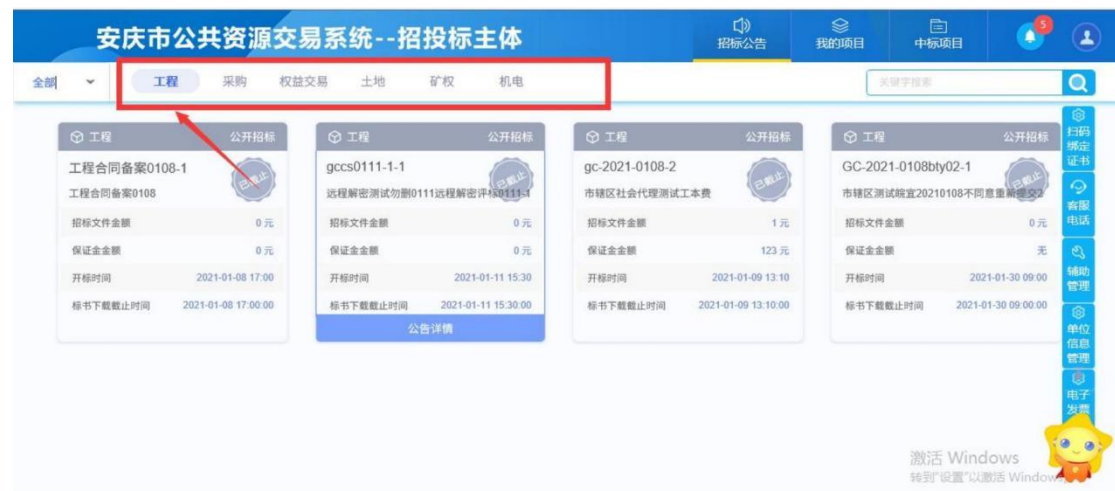 安庆市公共资源交易系统--招投标主体
招标公告
我的项目
中标项目
5
全部
工程 采购 权益交易 土地 矿权 机电
关键字搜索
工程 公开招标
工程合同备案0108-1
已截止
工程合同备案0108
招标文件金额 0 元
保证金金额 0 元
开标时间 2021-01-08 17:00
标书下载截止时间 2021-01-08 17:00:00
工程 公开招标
gccs0111-1-1
已截止
远程解密测试勿删0111远程解密评标0111-1
招标文件金额 0 元
保证金金额 0 元
开标时间 2021-01-11 15:30
标书下载截止时间 2021-01-11 15:30:00
公告详情
工程 公开招标
gc-2021-0108-2
已截止
市辖区社会代理测试工本费
招标文件金额 1 元
保证金金额 123 元
开标时间 2021-01-09 13:10
标书下载截止时间 2021-01-09 13:10:00
工程 公开招标
GC-2021-0108bty02-1
已截止
市辖区测试皖宜20210108不同意重新提交2
招标文件金额 0 元
保证金金额 无
开标时间 2021-01-30 09:00
标书下载截止时间 2021-01-30 09:00:00
扫码
绑定
证书
客服
电话
辅助
管理
单位
信息
管理
电子
发票
激活 Windows
转到"设置"以激活 Window